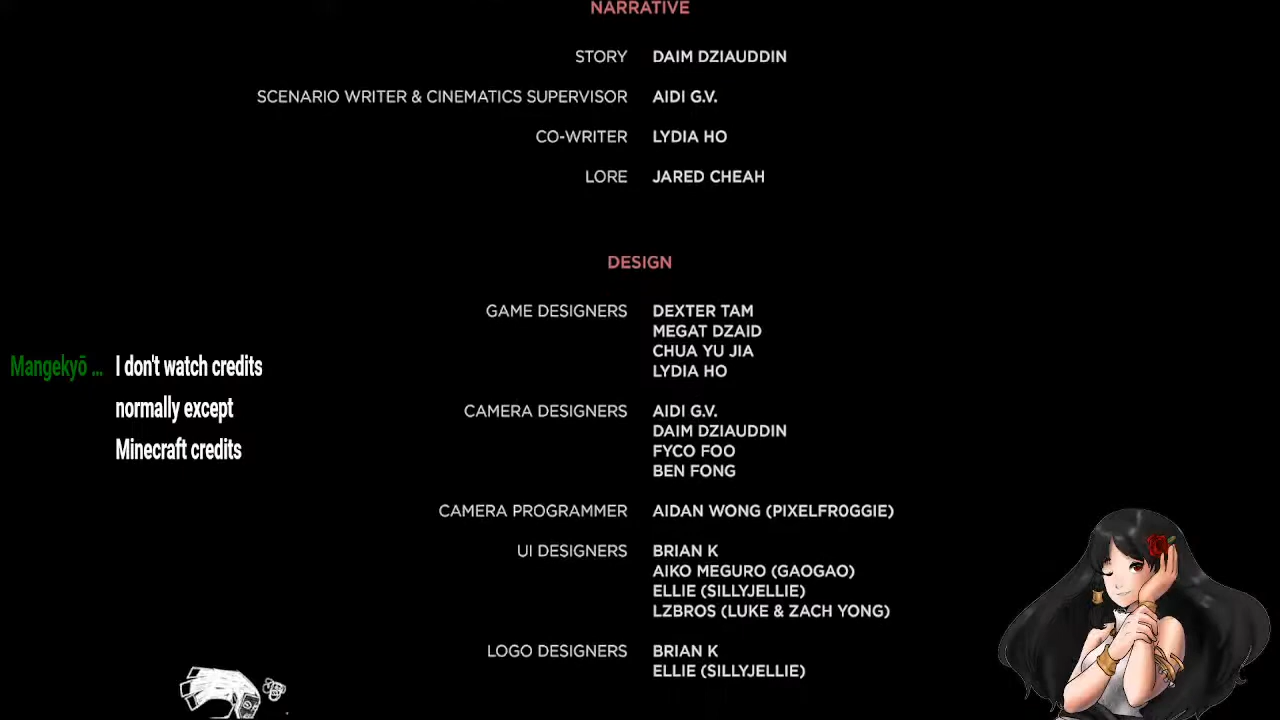 NARRATIVE
STORY DAIM DZIAUDDIN
SCENARIO WRITER & CINEMATICS SUPERVISOR AIDI G.V.
CO-WRITER LYDIA HO
LORE JARED CHEAH
DESIGN
GAME DESIGNERS DEXTER TAM
MEGAT DZAID
CHUA YU JIA
LYDIA HO
Mangekyō ... I don't watch credits
normally except
Minecraft credits
CAMERA DESIGNERS AIDI G.V.
DAIM DZIAUDDIN
FYCO FOO
BEN FONG
CAMERA PROGRAMMER AIDAN WONG (PIXELFR0GGIE)
UI DESIGNERS BRIAN K
AIKO MEGURO (GAOGAO)
ELLIE (SILLYJELLIE)
LZBROS (LUKE & ZACH YONG)
LOGO DESIGNERS BRIAN K
ELLIE (SILLYJELLIE)